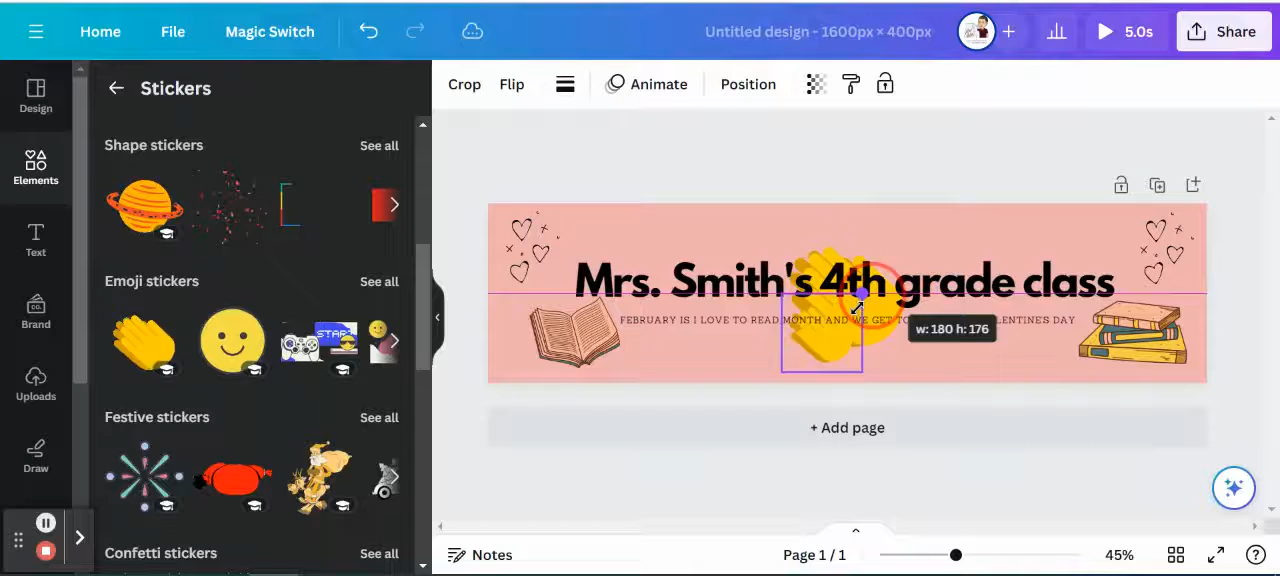 Home File Magic Switch Untitled design - 1600px × 400px 5.0s Share
Design
Elements
Text
Brand
Uploads
Draw
Stickers
Shape stickers See all
Emoji stickers See all
STAR
Festive stickers See all
Confetti stickers See all
Crop Flip Animate Position
Mrs. Smith's 4th grade class
FEBRUARY IS I LOVE TO READ MONTH AND WE GET TO
w: 180 h: 176
+ Add page
Notes Page 1 / 1 45%